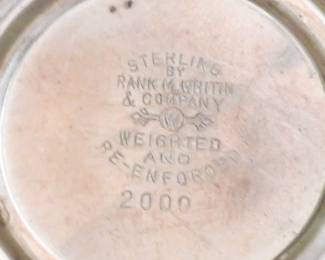 STERLING
BY
RANK M. WHITIN
& COMPANY
W
WEIGHTED
AND
RE-ENFORCED
2000